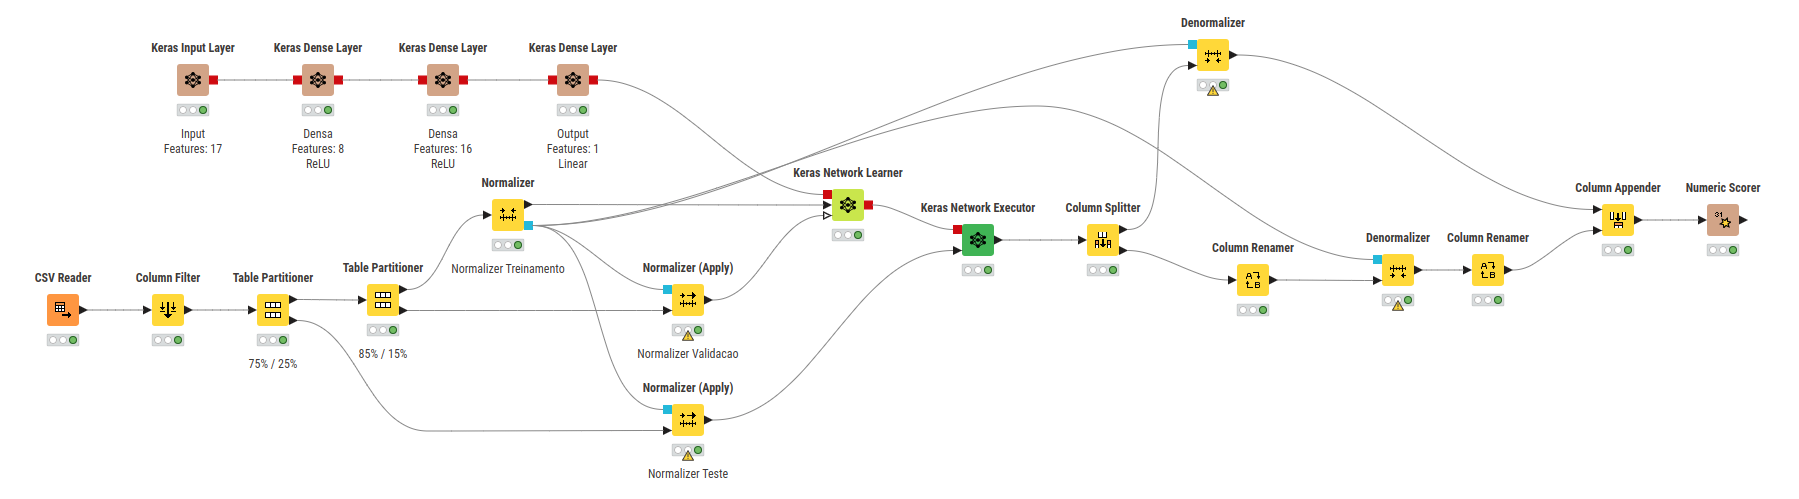 Denormalizer
Keras Input Layer
Keras Dense Layer
Keras Dense Layer
Keras Dense Layer
Input
Features: 17
Densa
Features: 8
ReLU
Densa
Features: 16
ReLU
Output
Features: 1
Linear
Normalizer
Normalizer Treinamento
Keras Network Learner
Keras Network Executor
Column Splitter
Column Renamer
Denormalizer
Column Renamer
Column Appender
Numeric Scorer
CSV Reader
Column Filter
Table Partitioner
75% / 25%
Table Partitioner
85% / 15%
Normalizer (Apply)
Normalizer Validacao
Normalizer (Apply)
Normalizer Teste